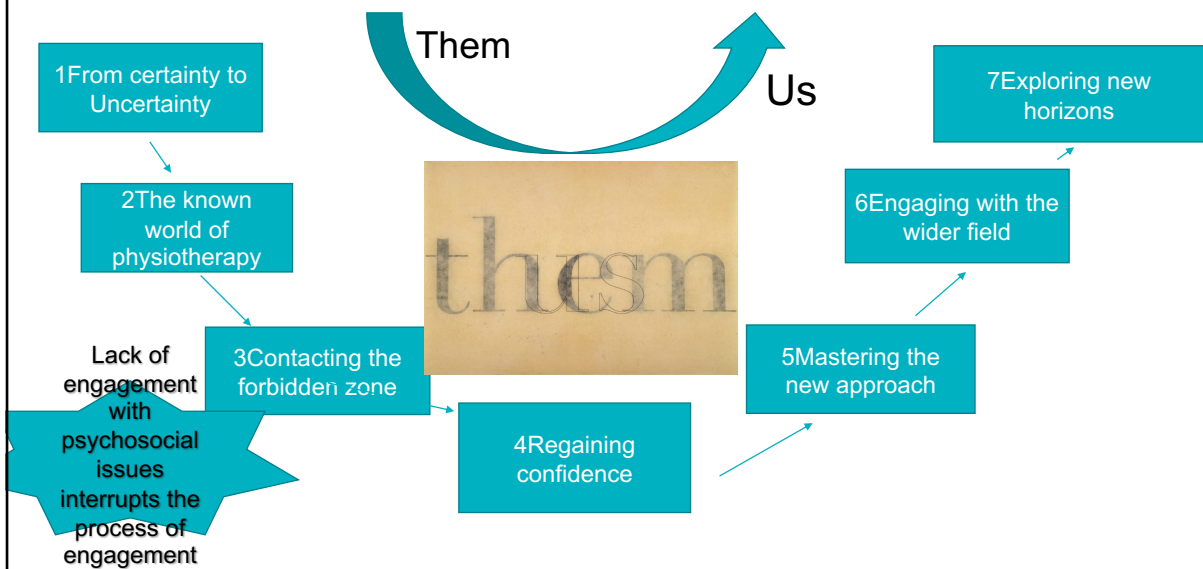 Them
Us
1From certainty to
Uncertainty
2The known
world of
physiotherapy
3Contacting the
forbidden zone
4Regaining
confidence
5Mastering the
new approach
6Engaging with the
wider field
7Exploring new
horizons
Lack of
engagement
with
psychosocial
issues
interrupts the
process of
engagement
them
us